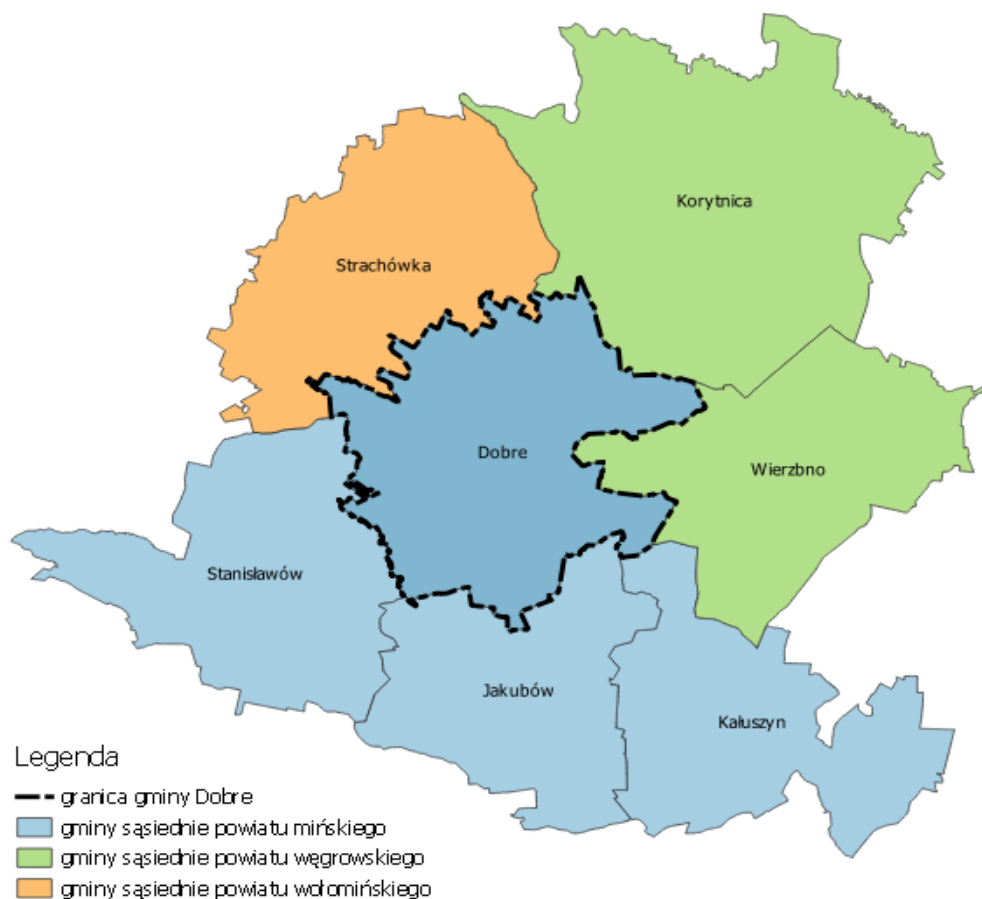 Korytnica
Strachówka
Dobre
Wierzbno
Stanisławów
Jakubów
Kałuszyn
Legenda
granica gminy Dobre
gminy sąsiednie powiatu mińskiego
gminy sąsiednie powiatu węgrowskiego
gminy sąsiednie powiatu wołomińskiego